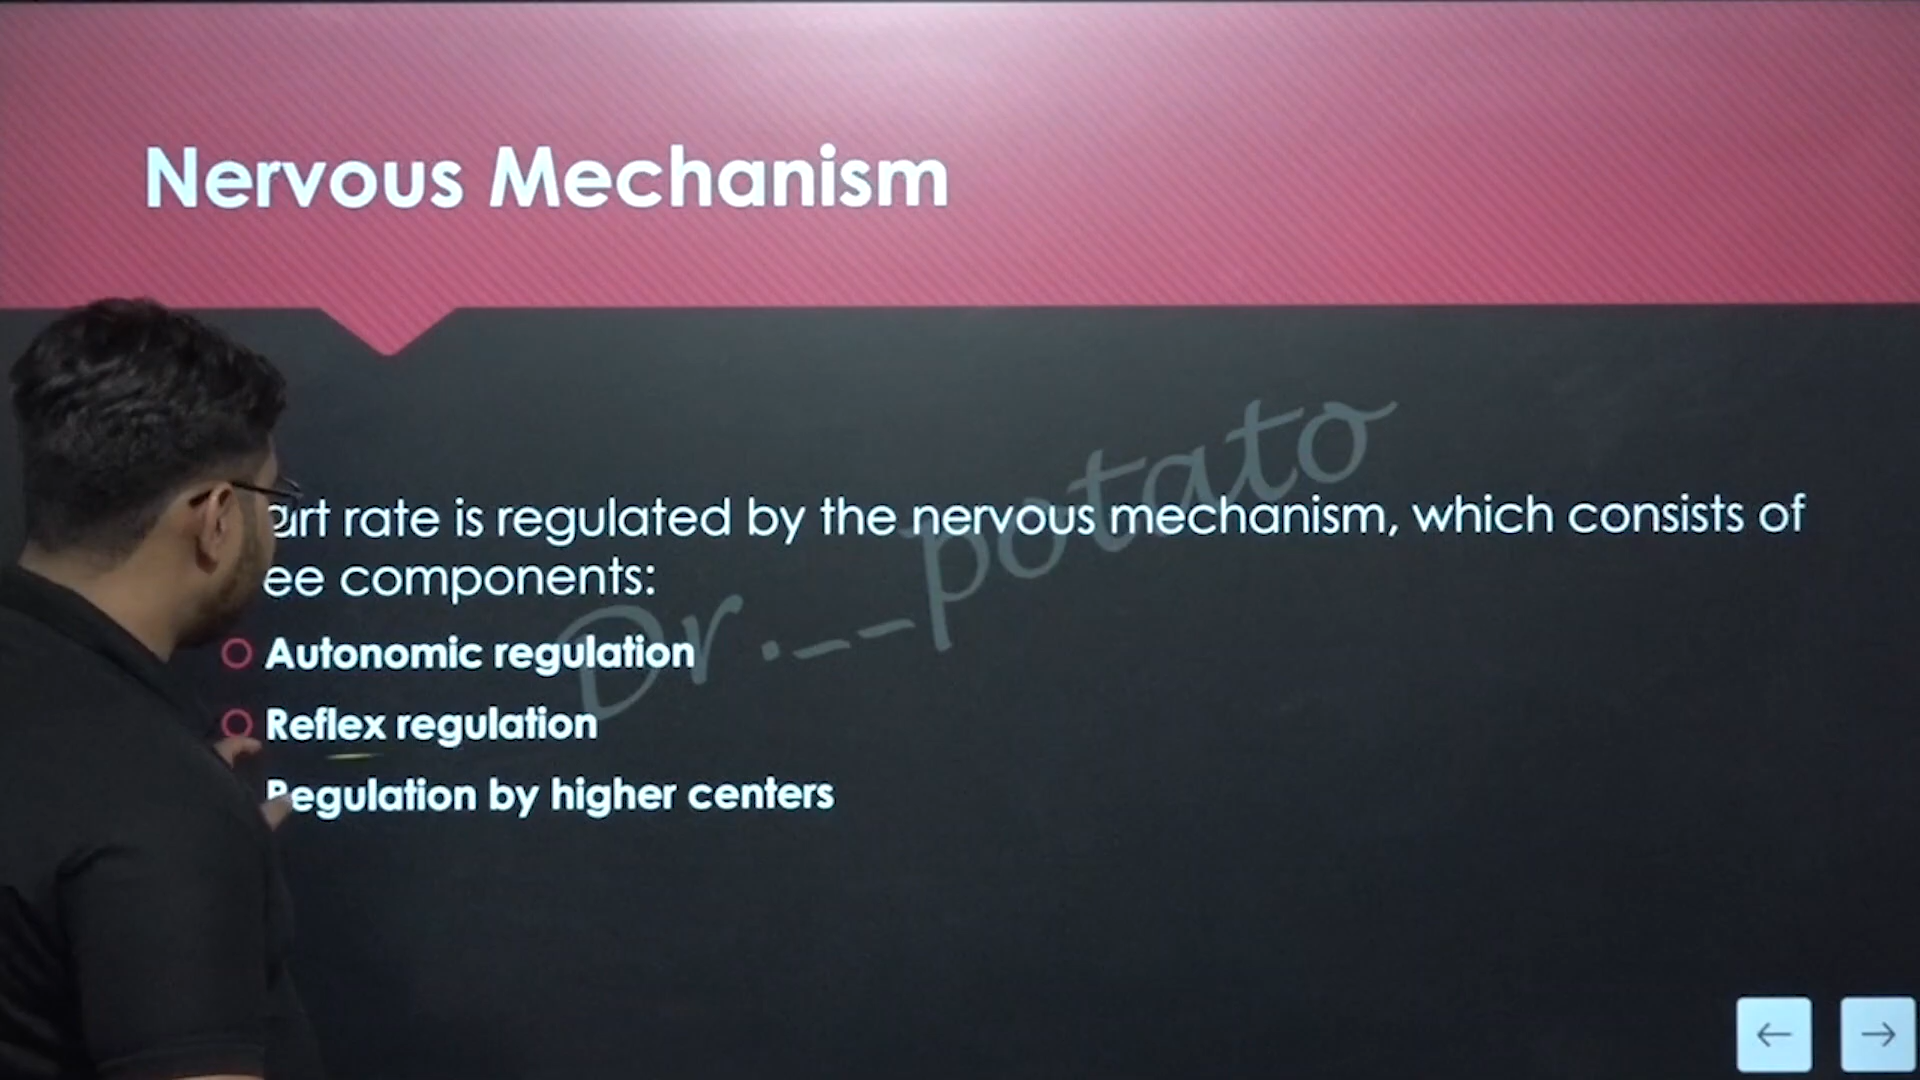 Nervous Mechanism
art rate is regulated by the nervous mechanism, which consists of
ee components:
Autonomic regulation
Reflex regulation
Regulation by higher centers
Dr.__potato